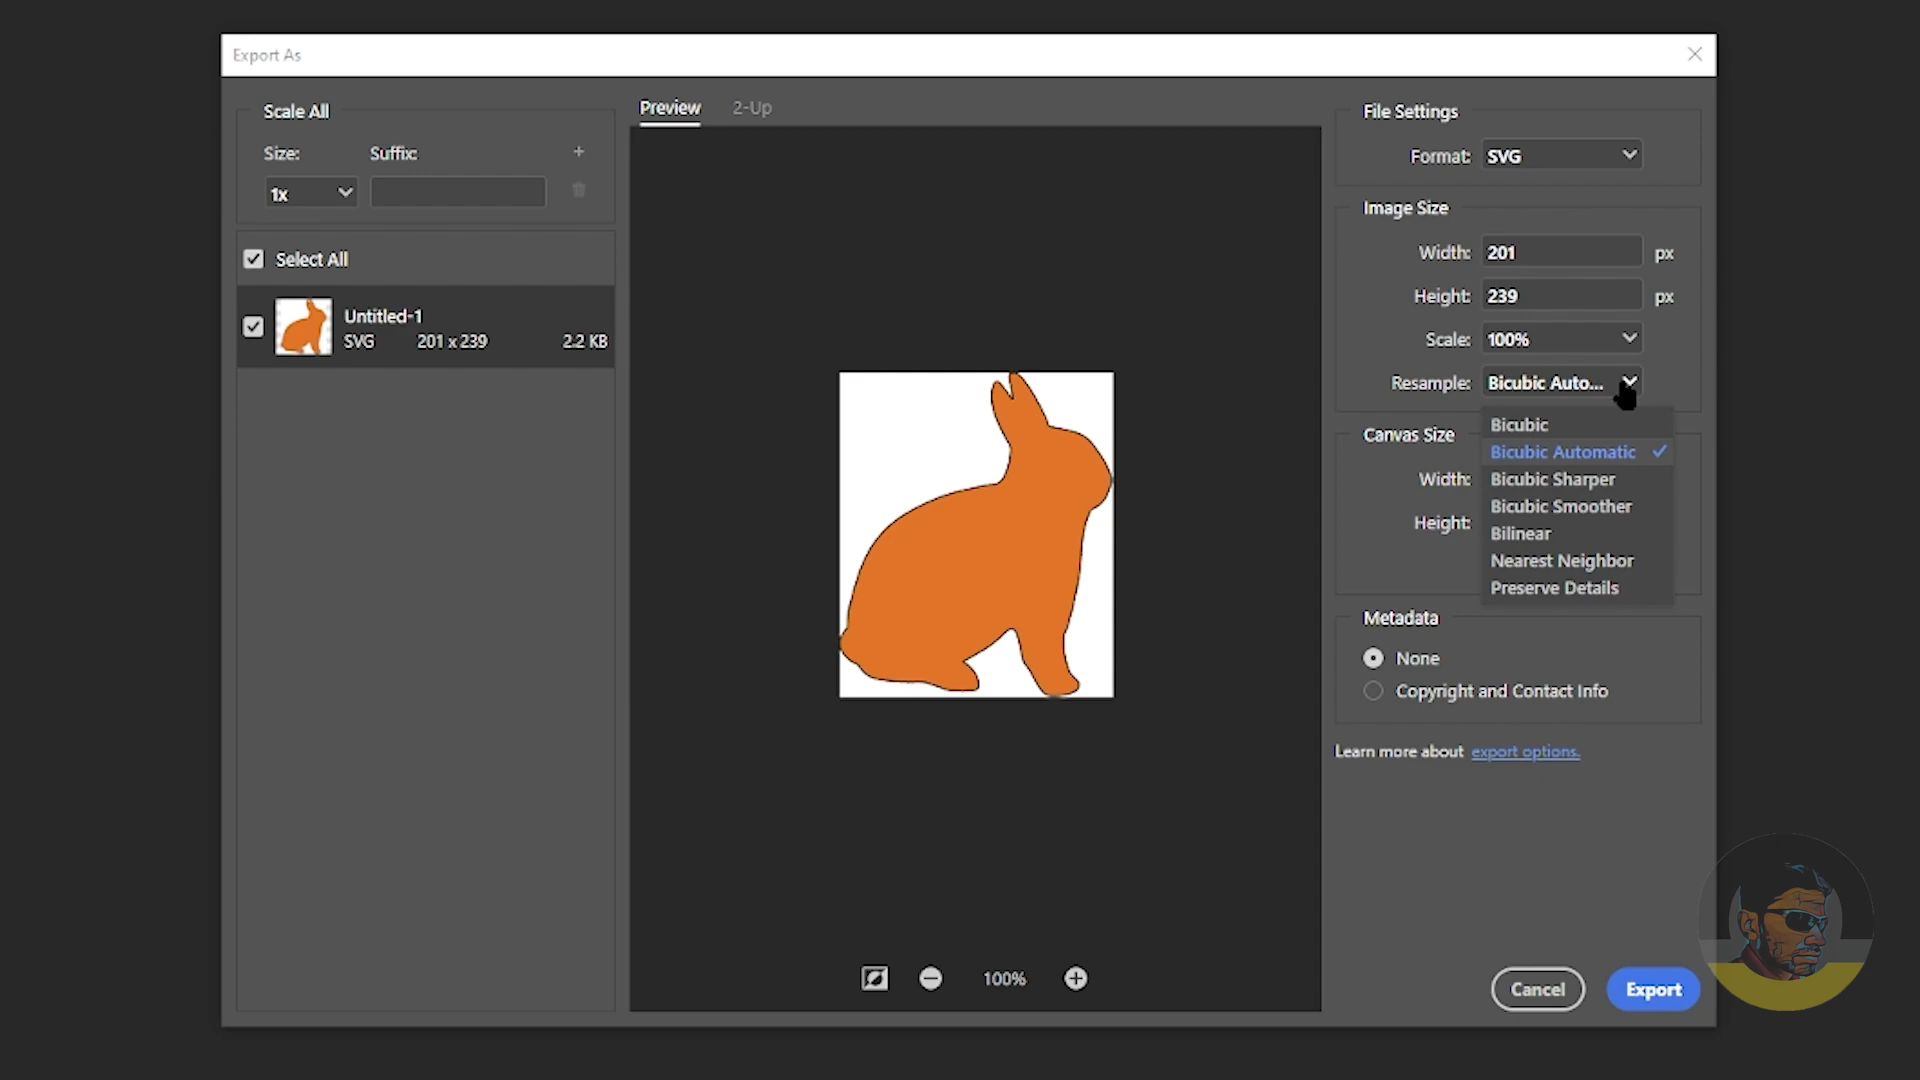 Export As
Scale All
Size: Suffix:
1x
Select All
Untitled-1
SVG 201 x 239 2.2 KB
Preview 2-Up
100%
File Settings
Format: SVG
Image Size
Width: 201 px
Height: 239 px
Scale: 100%
Resample: Bicubic Auto...
Bicubic
Bicubic Automatic
Bicubic Sharper
Bicubic Smoother
Bilinear
Nearest Neighbor
Preserve Details
Canvas Size
Width:
Height:
Metadata
None
Copyright and Contact Info
Learn more about export options.
Cancel Export